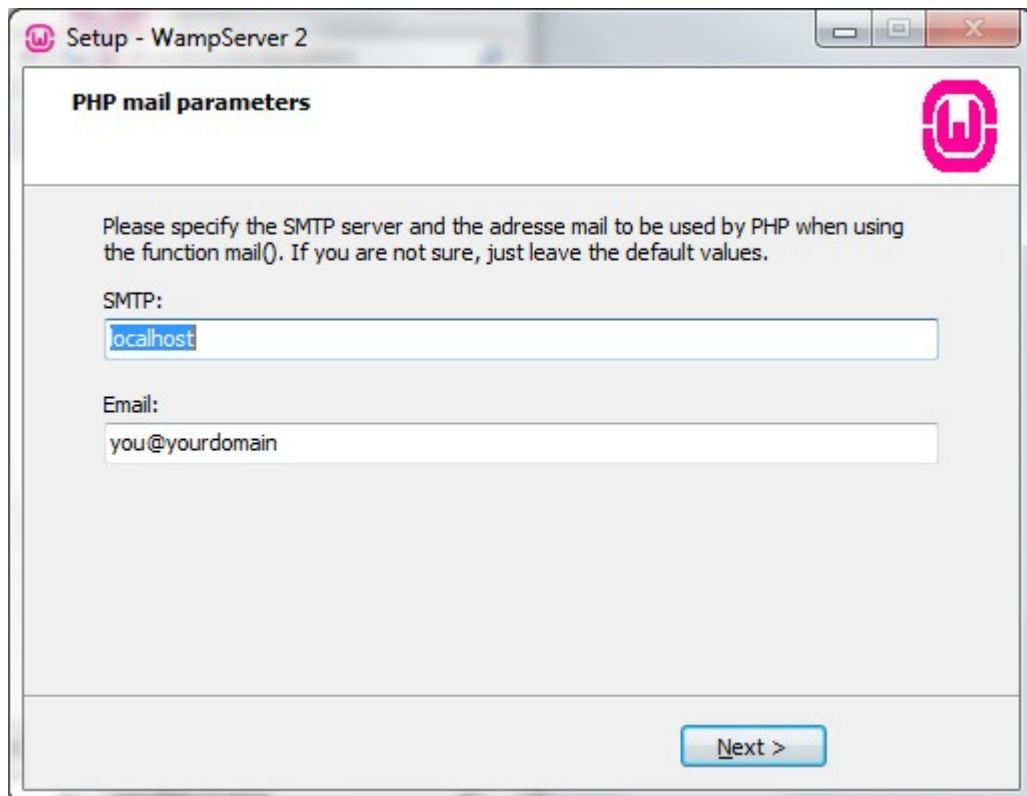 Setup - WampServer 2
PHP mail parameters
Please specify the SMTP server and the adresse mail to be used by PHP when using
the function mail(). If you are not sure, just leave the default values.
SMTP:
localhost
Email:
you@yourdomain
Next >